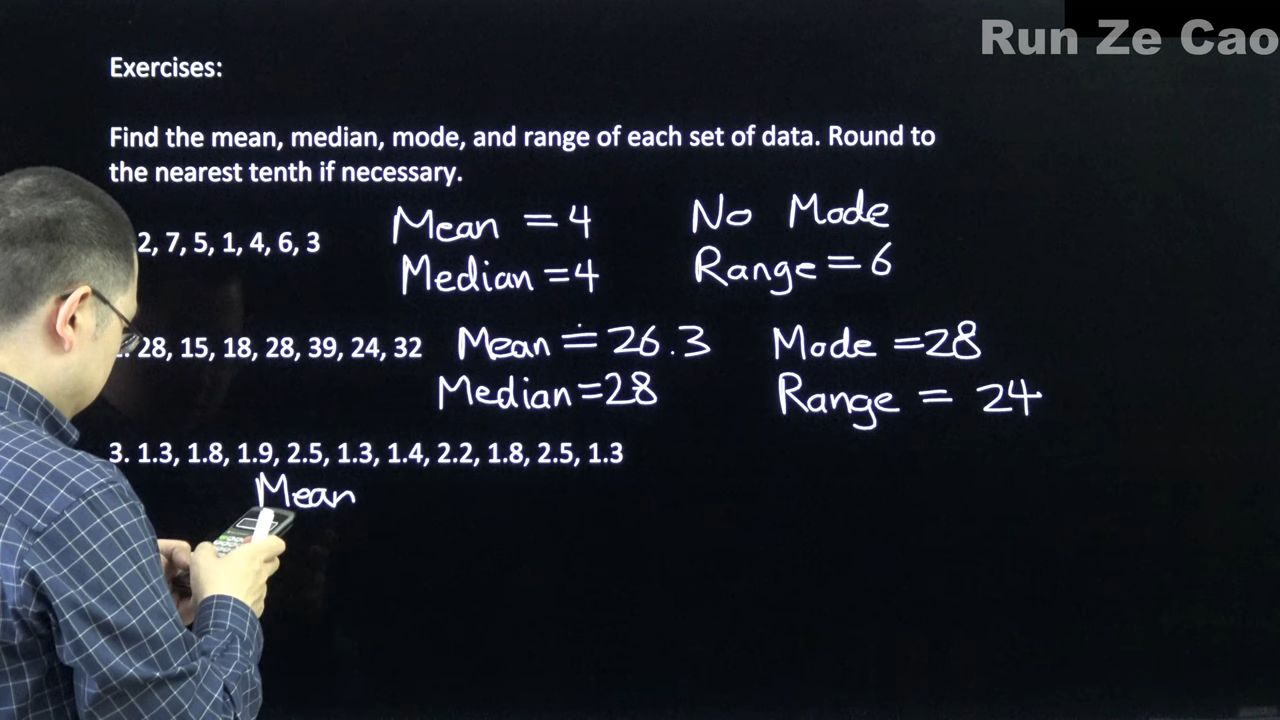 Run Ze Cao
Exercises:
Find the mean, median, mode, and range of each set of data. Round to
the nearest tenth if necessary.
2, 7, 5, 1, 4, 6, 3
Mean = 4
Median = 4
No Mode
Range = 6
28, 15, 18, 28, 39, 24, 32
Mean ≐ 26.3
Median = 28
Mode = 28
Range = 24
3. 1.3, 1.8, 1.9, 2.5, 1.3, 1.4, 2.2, 1.8, 2.5, 1.3
Mean